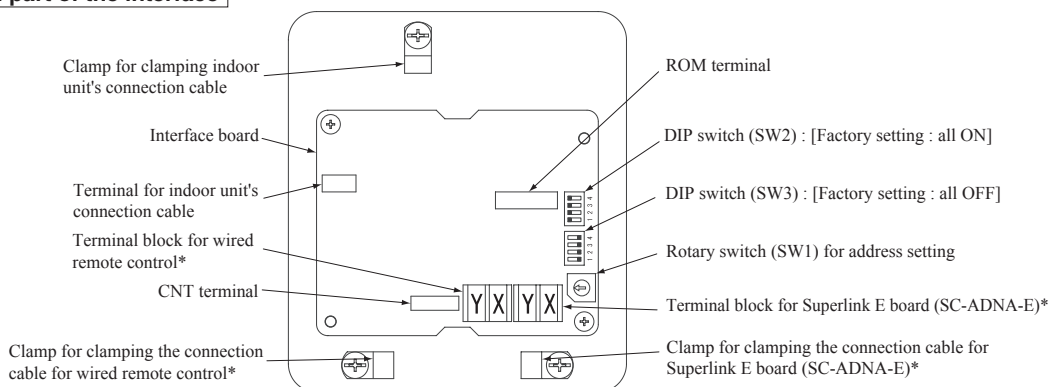 part of the interface
Clamp for clamping indoor
unit's connection cable
Interface board
Terminal for indoor unit's
connection cable
Terminal block for wired
remote control*
CNT terminal
Clamp for clamping the connection
cable for wired remote control*
ROM terminal
DIP switch (SW2) : [Factory setting : all ON]
DIP switch (SW3) : [Factory setting : all OFF]
Rotary switch (SW1) for address setting
Terminal block for Superlink E board (SC-ADNA-E)*
Clamp for clamping the connection cable for
Superlink E board (SC-ADNA-E)*
1 2 3 4
1 2 3 4
Y X Y X